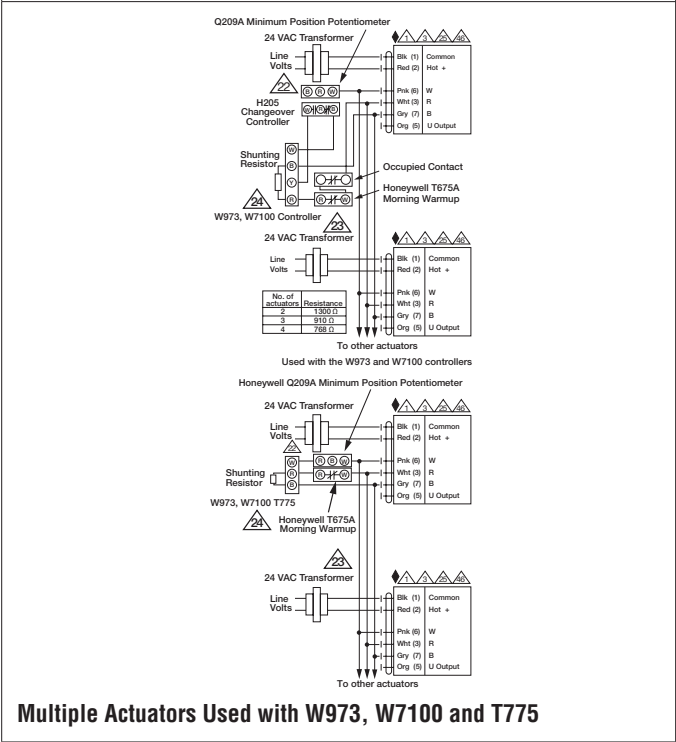 Q209A Minimum Position Potentiometer
24 VAC Transformer
1 3 25 46
Line
Volts
Blk (1) Common
Red (2) Hot +
22
B R W
Pnk (6) W
Wht (3) R
Gry (7) B
Org (5) U Output
H205
Changeover
Controller
W R B
Shunting
Resistor
W
B
Y
R
Occupied Contact
R W
Honeywell T675A
Morning Warmup
24
W973, W7100 Controller
23
24 VAC Transformer
1 3 25 46
Line
Volts
Blk (1) Common
Red (2) Hot +
Pnk (6) W
Wht (3) R
Gry (7) B
Org (5) U Output
No. of
actuators Resistance
2 1300 Ω
3 910 Ω
4 768 Ω
To other actuators
Used with the W973 and W7100 controllers
Honeywell Q209A Minimum Position Potentiometer
24 VAC Transformer
1 3 25 46
Line
Volts
Blk (1) Common
Red (2) Hot +
22
W
R
B
R B W
R W
Pnk (6) W
Wht (3) R
Gry (7) B
Org (5) U Output
Shunting
Resistor
W973, W7100 T775
24
Honeywell T675A
Morning Warmup
23
24 VAC Transformer
1 3 25 46
Line
Volts
Blk (1) Common
Red (2) Hot +
Pnk (6) W
Wht (3) R
Gry (7) B
Org (5) U Output
To other actuators
Multiple Actuators Used with W973, W7100 and T775